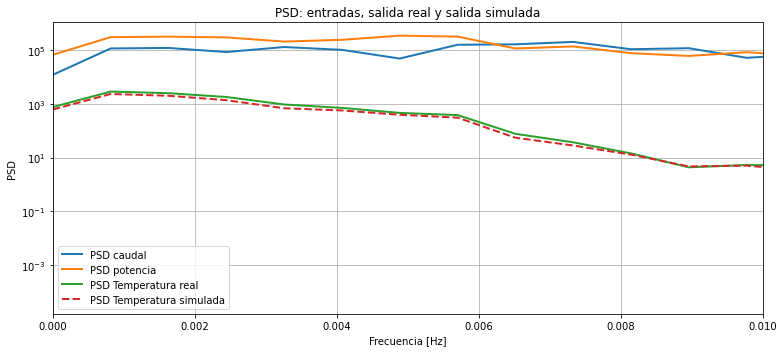 PSD: entradas, salida real y salida simulada
PSD
10⁵
10³
10¹
10⁻¹
10⁻³
PSD caudal
PSD potencia
PSD Temperatura real
PSD Temperatura simulada
0.000 0.002 0.004 0.006 0.008 0.010
Frecuencia [Hz]